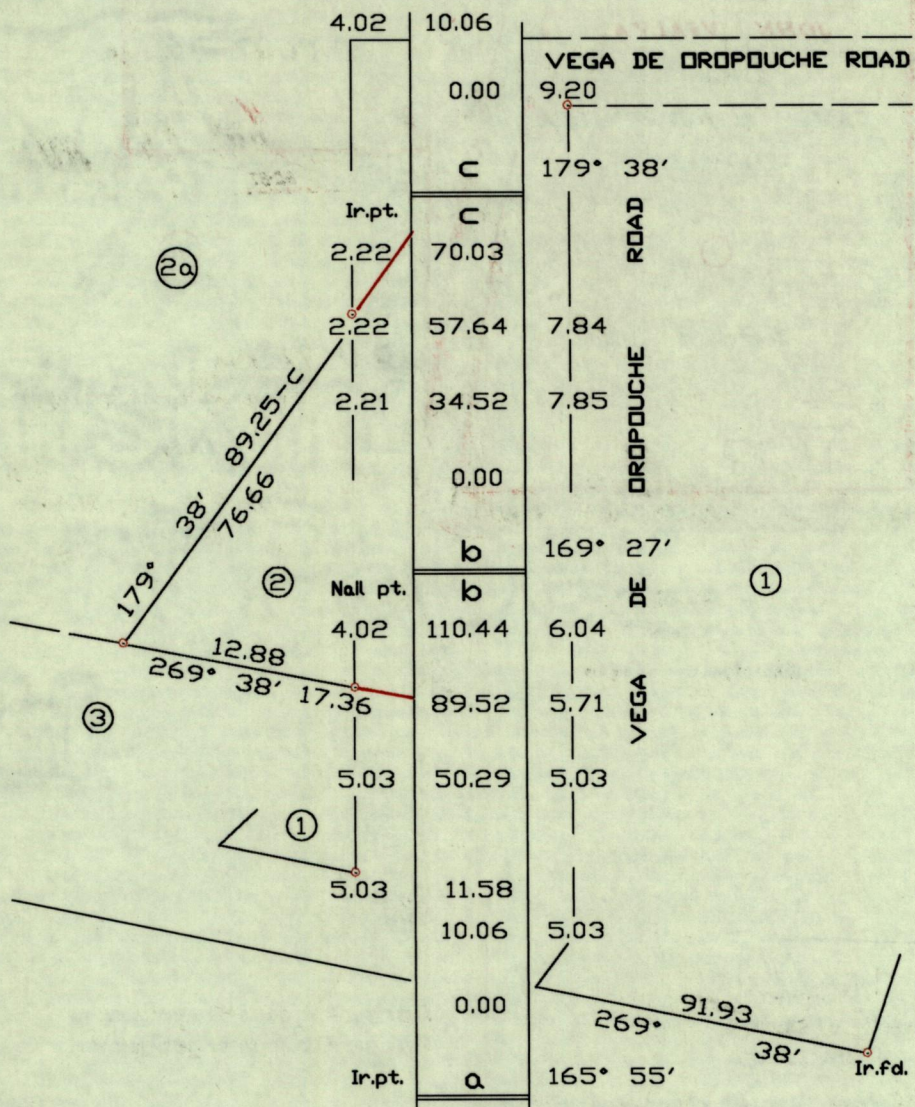 4.02 10.06
VEGA DE OROPOUCHE ROAD
0.00 9.20
c 179° 38'
Ir.pt. c
2a 2.22 70.03
2.22 57.64 7.84
2.21 34.52 7.85
179° 38' 89.25-c
76.66
0.00
b 169° 27'
2 Nail pt. b 1
4.02 110.44 6.04
12.88
269° 38' 17.36 89.52 5.71
VEGA DE OROPOUCHE ROAD
3
5.03 50.29 5.03
1
5.03 11.58
10.06 5.03
0.00 91.93
269° 38'
Ir.pt. a 165° 55' Ir.fd.